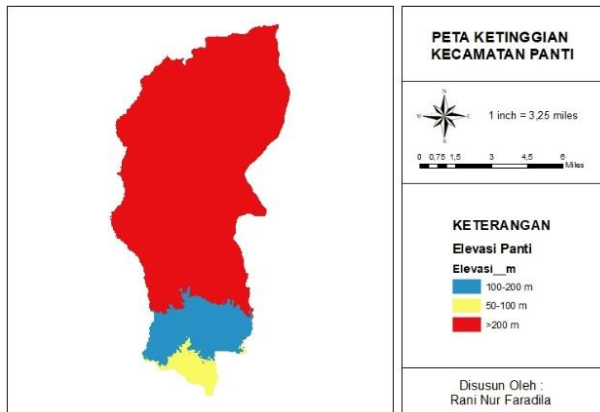 PETA KETINGGIAN
KECAMATAN PANTI
N
W
E
S
1 inch = 3,25 miles
0 0,75 1,5 3 4,5 6
Miles
KETERANGAN
Elevasi Panti
Elevasi__m
100-200 m
50-100 m
>200 m
Disusun Oleh :
Rani Nur Faradila